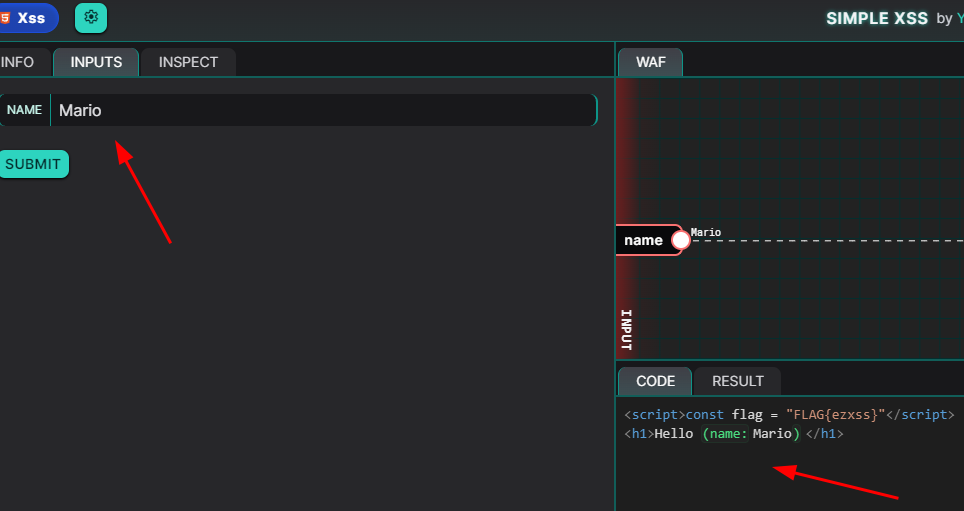 Xss
SIMPLE XSS by Y
INFO INPUTS INSPECT
WAF
NAME Mario
SUBMIT
name Mario
INPUT
CODE RESULT
<script>const flag = "FLAG{ezxss}"</script>
<h1>Hello (name: Mario) </h1>